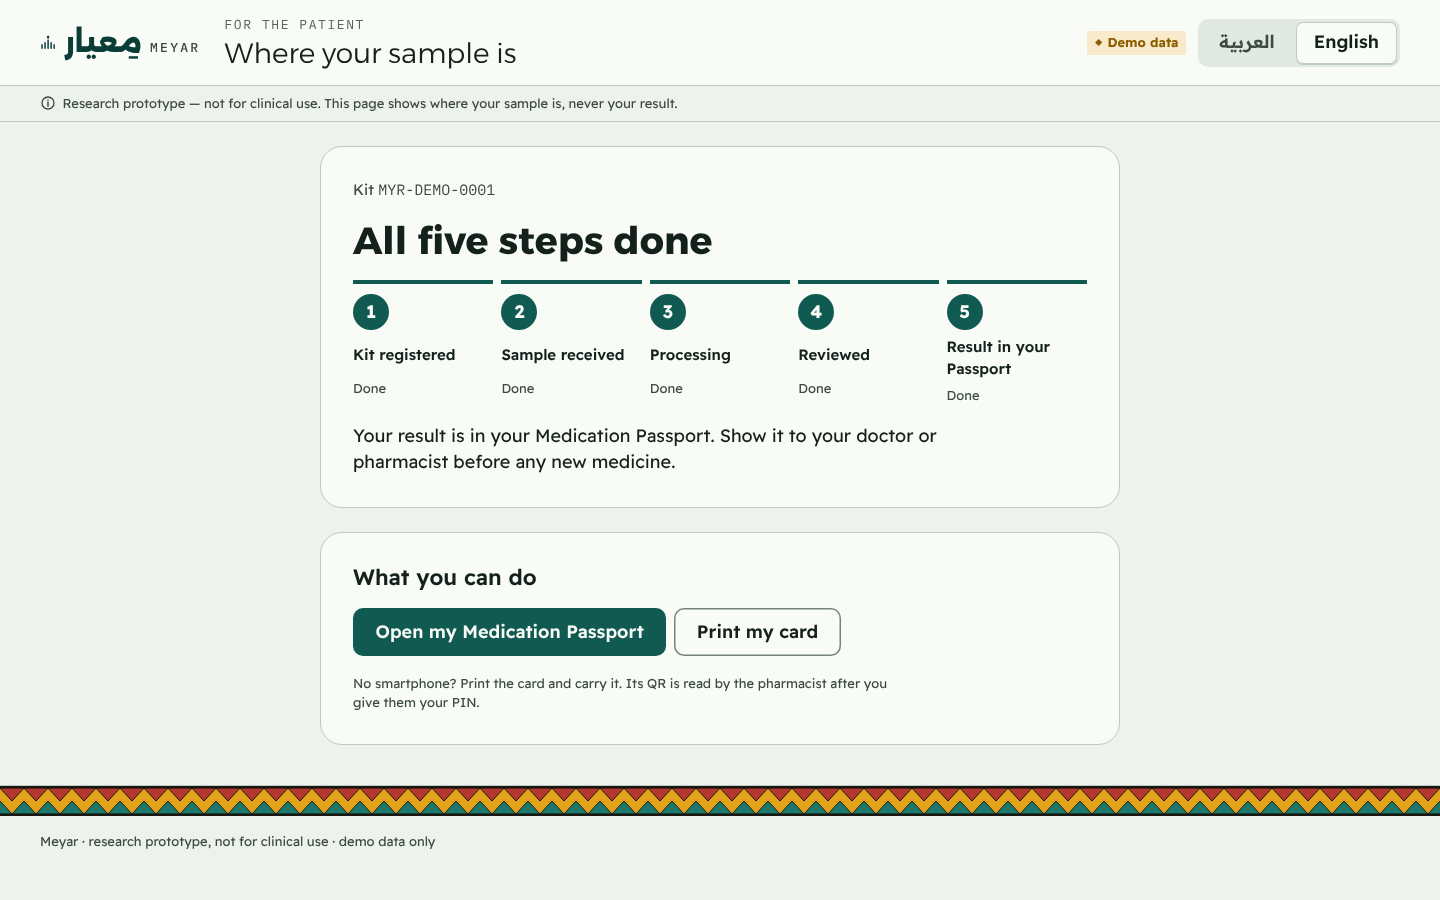 مِعيار MEYAR
FOR THE PATIENT
Where your sample is
Demo data
العربية
English
Research prototype — not for clinical use. This page shows where your sample is, never your result.
Kit MYR-DEMO-0001
All five steps done
1
Kit registered
Done
2
Sample received
Done
3
Processing
Done
4
Reviewed
Done
5
Result in your
Passport
Done
Your result is in your Medication Passport. Show it to your doctor or
pharmacist before any new medicine.
What you can do
Open my Medication Passport
Print my card
No smartphone? Print the card and carry it. Its QR is read by the pharmacist after you
give them your PIN.
Meyar · research prototype, not for clinical use · demo data only